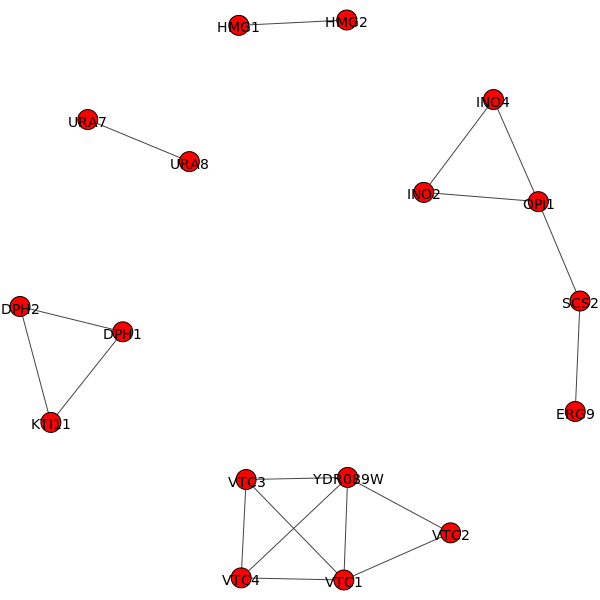 HMG1
HMG2
INO4
URA7
URA8
INO2
OPI1
SCS2
DPH2
DPH1
ERG9
KTI11
VTC3
YDR089W
VTC2
VTC4
VTC1